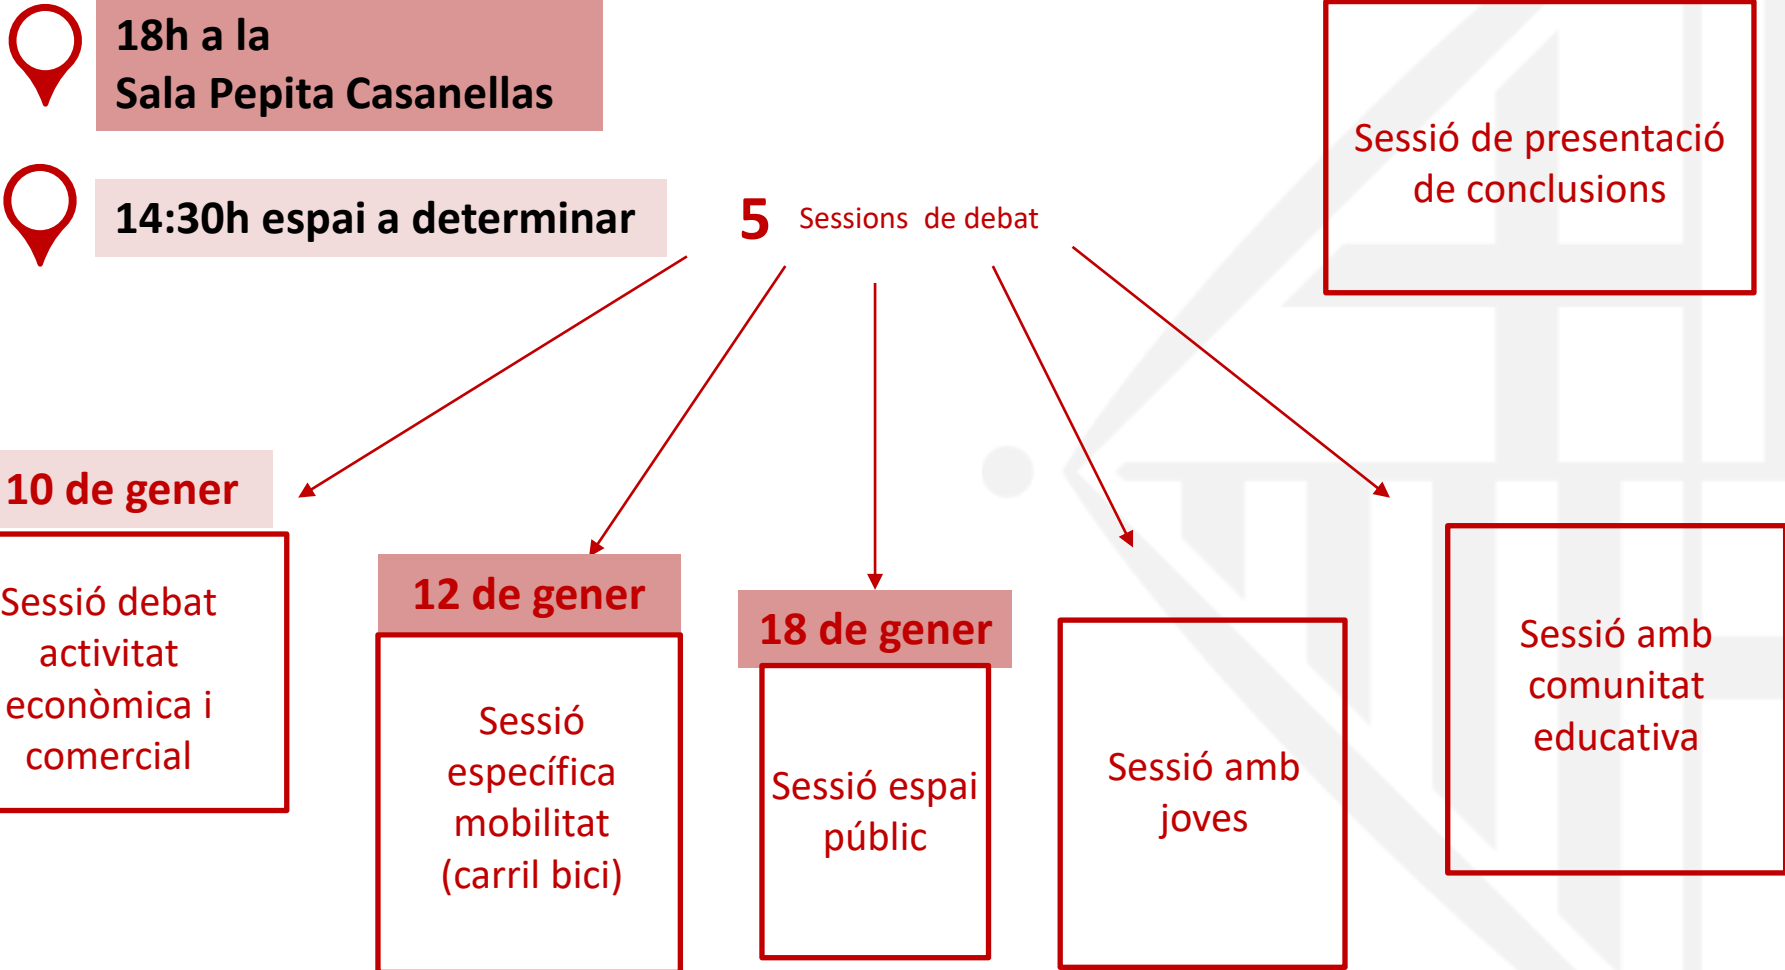 18h a la
Sala Pepita Casanellas
14:30h espai a determinar
5 Sessions de debat
Sessió de presentació
de conclusions
10 de gener
Sessió debat
activitat
econòmica i
comercial
12 de gener
Sessió
específica
mobilitat
(carril bici)
18 de gener
Sessió espai
públic
Sessió amb
joves
Sessió amb
comunitat
educativa